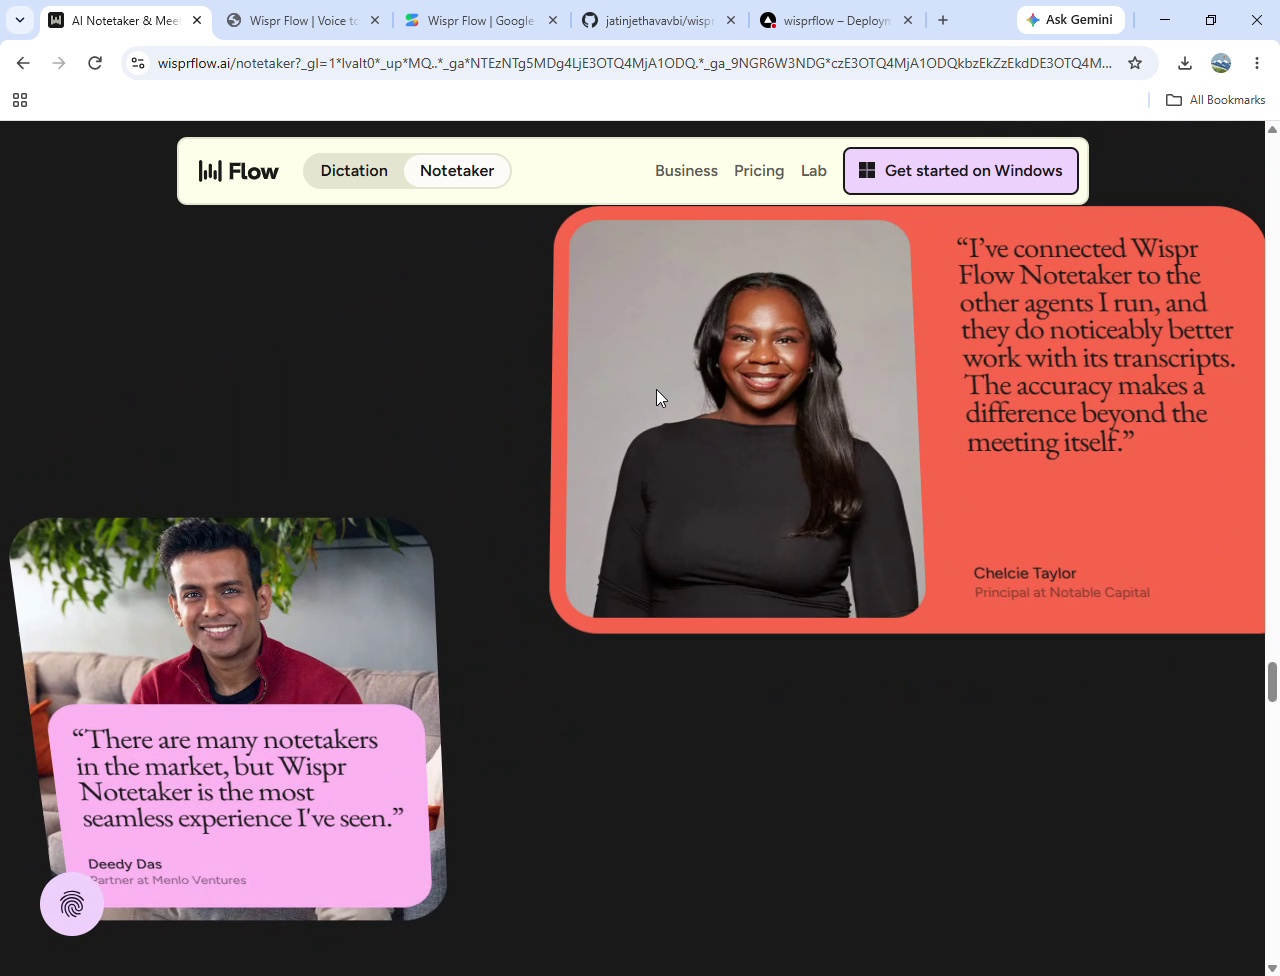 AI Notetaker & Mee
Wispr Flow | Voice to
Wispr Flow | Google
jatinjethavavbi/wispr
wisprflow – Deploym
Ask Gemini
wisprflow.ai/notetaker?_gl=1*lvalt0*_up*MQ..*_ga*NTEzNTg5MDg4LjE3OTQ4MjA1ODQ.*_ga_9NGR6W3NDG*czE3OTQ4MjA1ODQkbzEkZzEkdDE3OTQ4M...
All Bookmarks
Flow
Dictation
Notetaker
Business
Pricing
Lab
Get started on Windows
“I’ve connected Wispr
Flow Notetaker to the
other agents I run, and
they do noticeably better
work with its transcripts.
The accuracy makes a
difference beyond the
meeting itself.”
Chelcie Taylor
Principal at Notable Capital
“There are many notetakers
in the market, but Wispr
Notetaker is the most
seamless experience I've seen.”
Deedy Das
Partner at Menlo Ventures